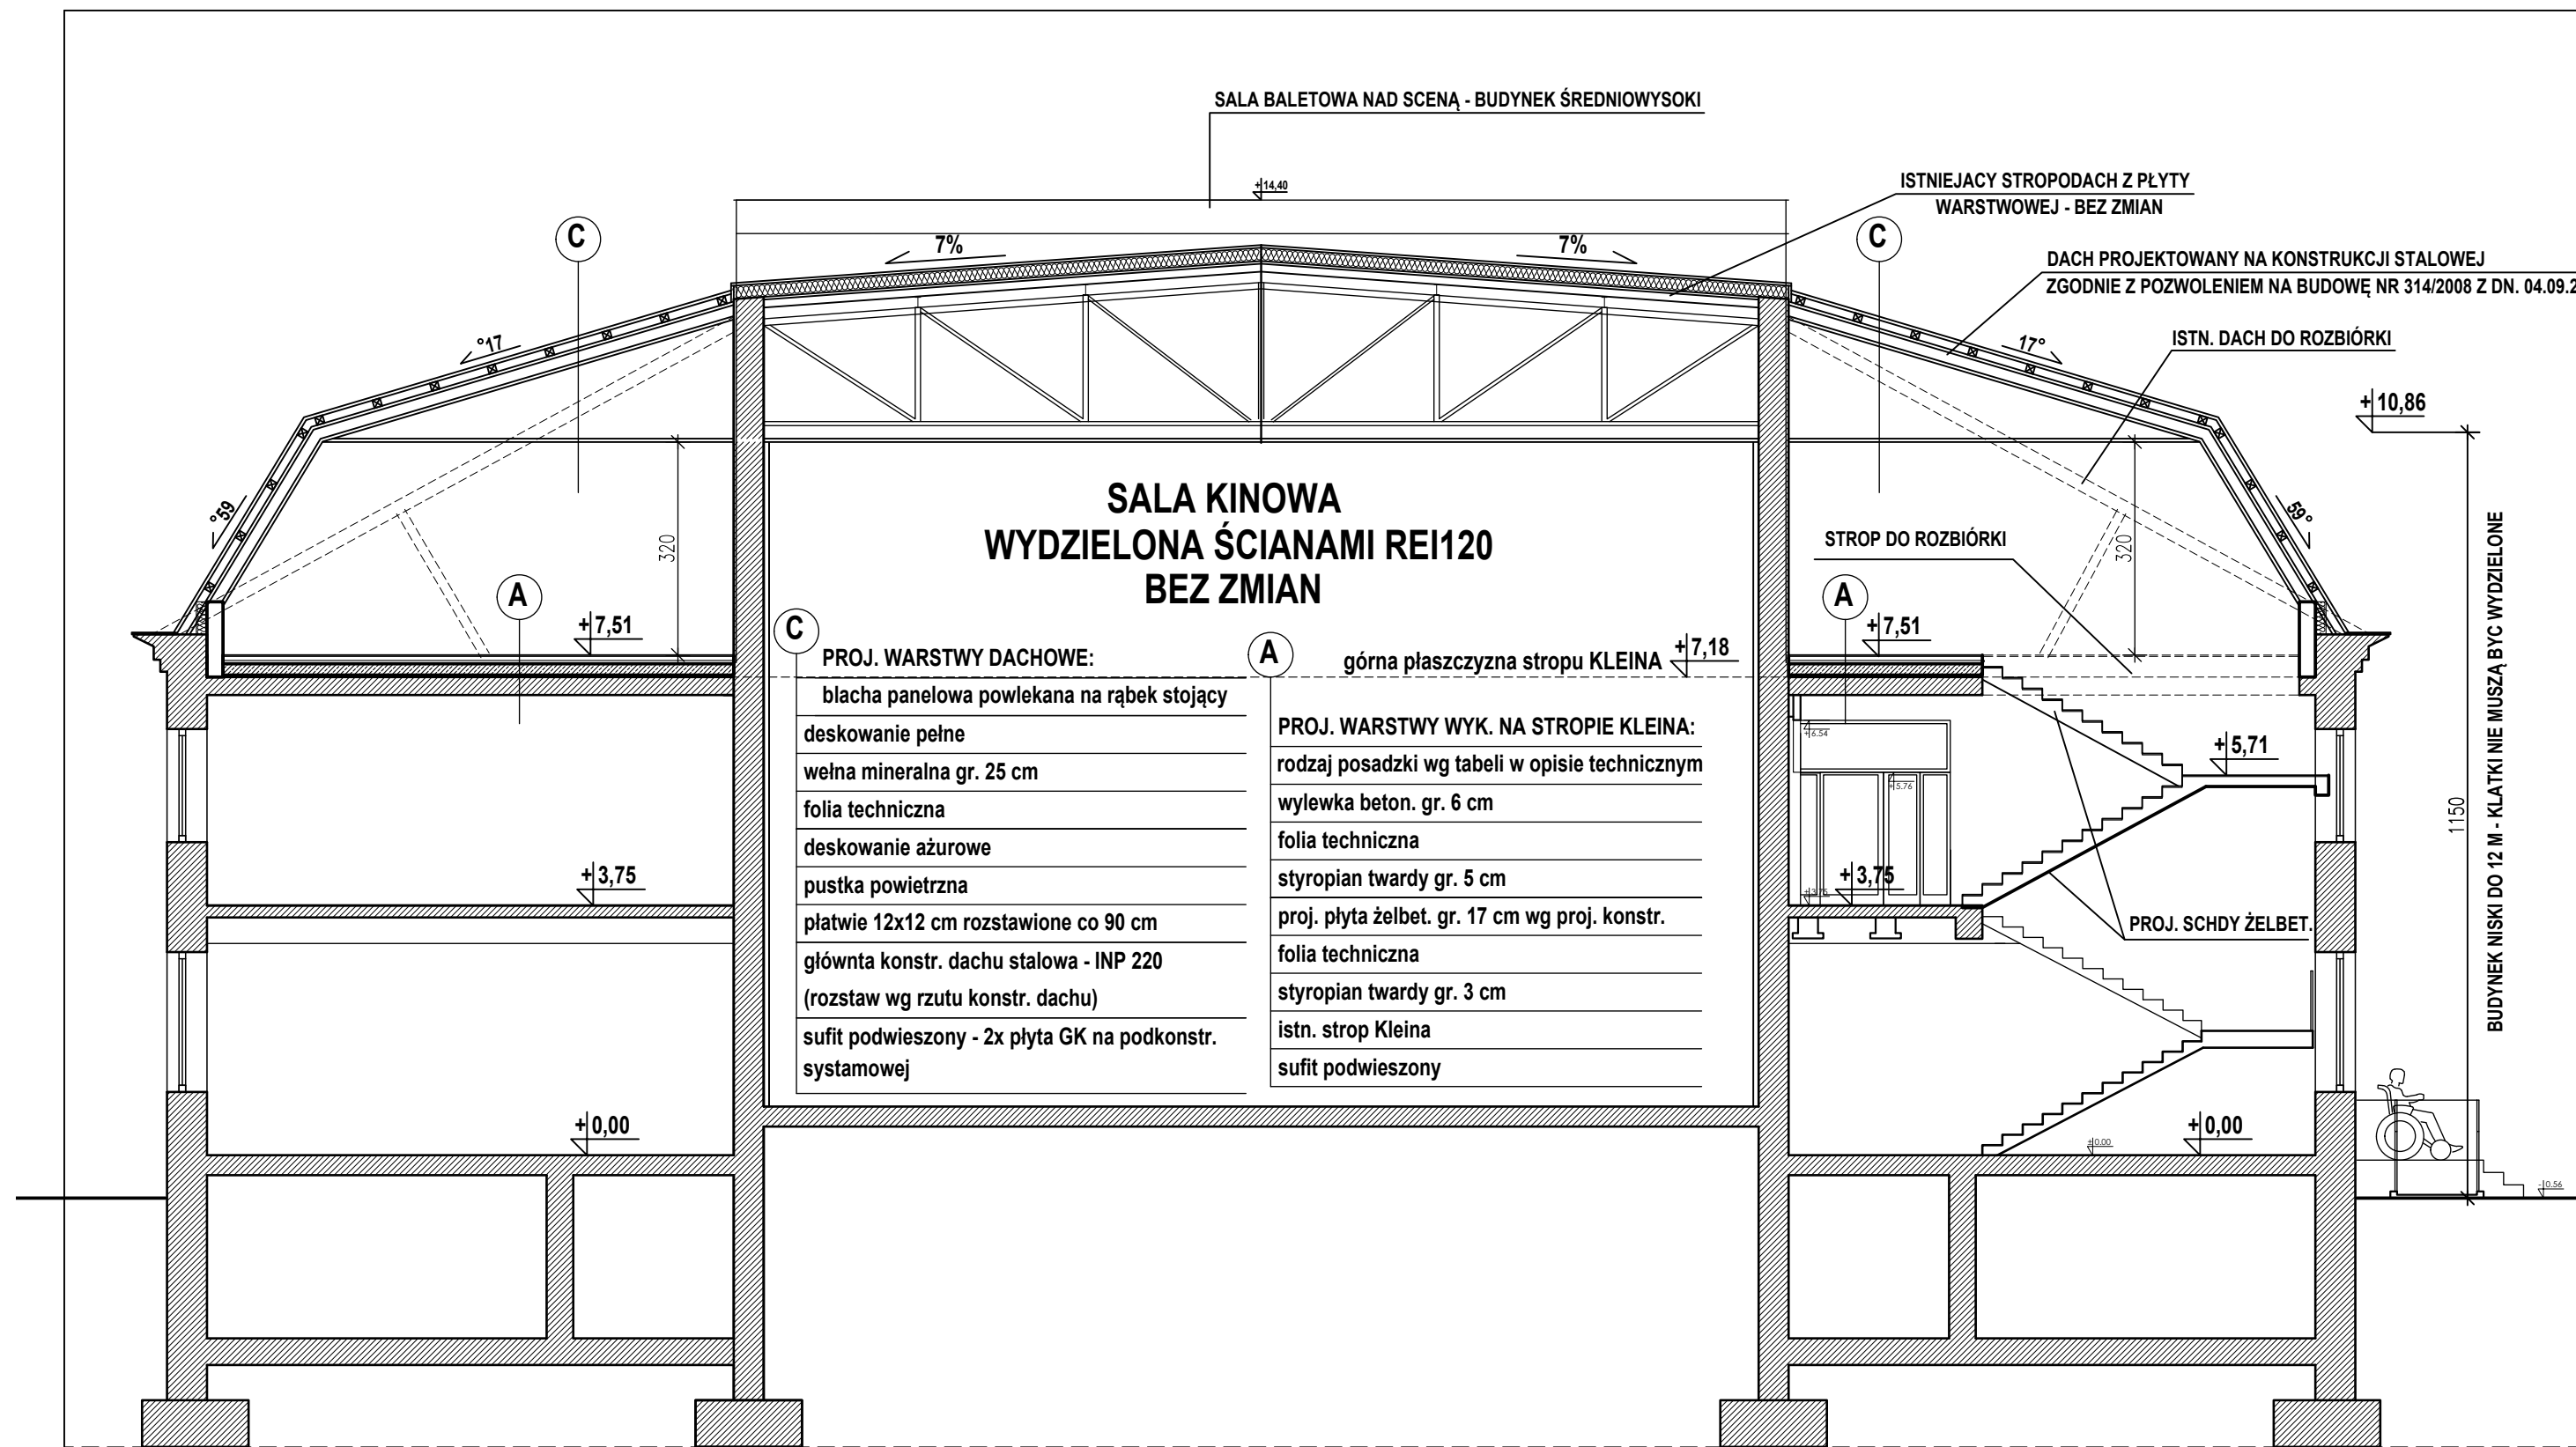 SALA BALETOWA NAD SCENĄ - BUDYNEK ŚREDNIOWYSOKI
+14,40
ISTNIEJACY STROPODACH Z PŁYTY
WARSTWOWEJ - BEZ ZMIAN
C
7%
7%
C
DACH PROJEKTOWANY NA KONSTRUKCJI STALOWEJ
ZGODNIE Z POZWOLENIEM NA BUDOWĘ NR 314/2008 Z DN. 04.09.2
°17
17°
ISTN. DACH DO ROZBIÓRKI
+10,86
SALA KINOWA
WYDZIELONA ŚCIANAMI REI120
BEZ ZMIAN
°59
320
STROP DO ROZBIÓRKI
320
59°
A
A
+7,51
+7,51
C
PROJ. WARSTWY DACHOWE:
blacha panelowa powlekana na rąbek stojący
deskowanie pełne
wełna mineralna gr. 25 cm
folia techniczna
deskowanie ażurowe
pustka powietrzna
płatwie 12x12 cm rozstawione co 90 cm
głównta konstr. dachu stalowa - INP 220
(rozstaw wg rzutu konstr. dachu)
sufit podwieszony - 2x płyta GK na podkonstr.
systamowej
A
górna płaszczyzna stropu KLEINA
+7,18
PROJ. WARSTWY WYK. NA STROPIE KLEINA:
rodzaj posadzki wg tabeli w opisie technicznym
wylewka beton. gr. 6 cm
folia techniczna
styropian twardy gr. 5 cm
proj. płyta żelbet. gr. 17 cm wg proj. konstr.
folia techniczna
styropian twardy gr. 3 cm
istn. strop Kleina
sufit podwieszony
+6.54
+5.76
+5,71
+3,75
+3,75
PROJ. SCHDY ŻELBET.
1150
BUDYNEK NISKI DO 12 M - KLATKI NIE MUSZĄ BYC WYDZIELONE
+0,00
±0.00
+0,00
-0.56